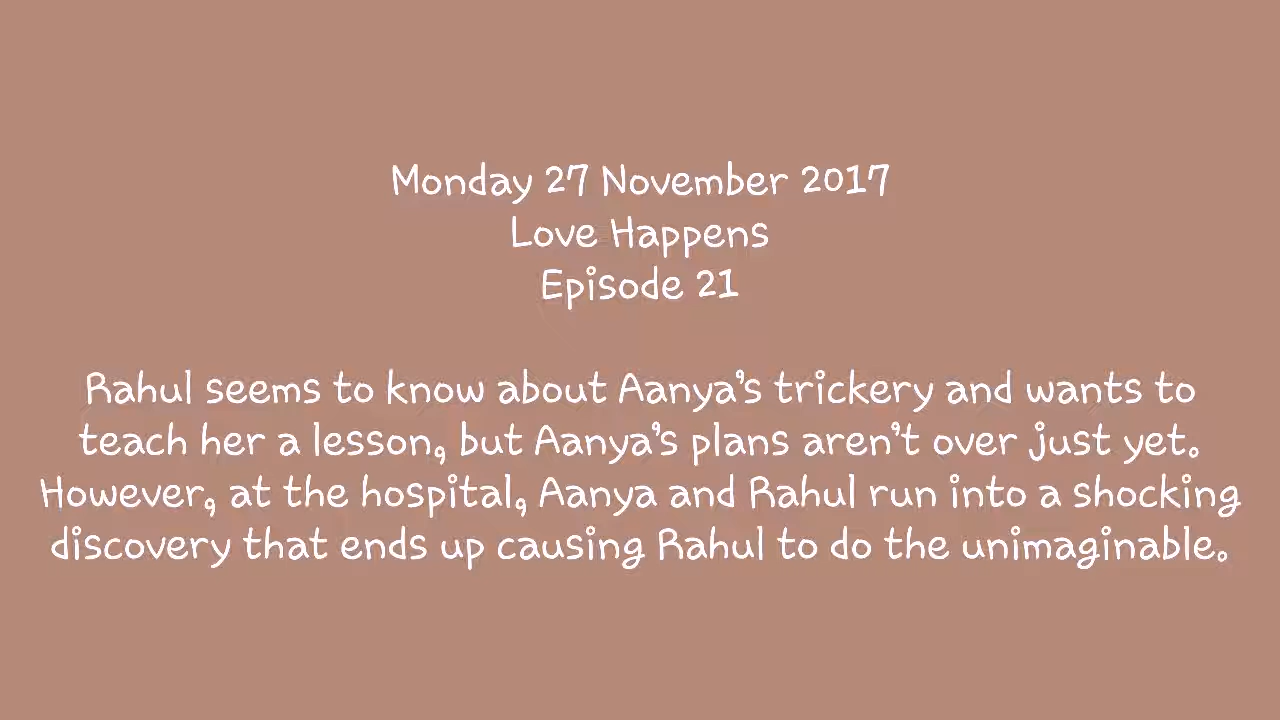 Monday 27 November 2017
Love Happens
Episode 21
Rahul seems to know about Aanya's trickery and wants to
teach her a lesson, but Aanya's plans aren't over just yet.
However, at the hospital, Aanya and Rahul run into a shocking
discovery that ends up causing Rahul to do the unimaginable.